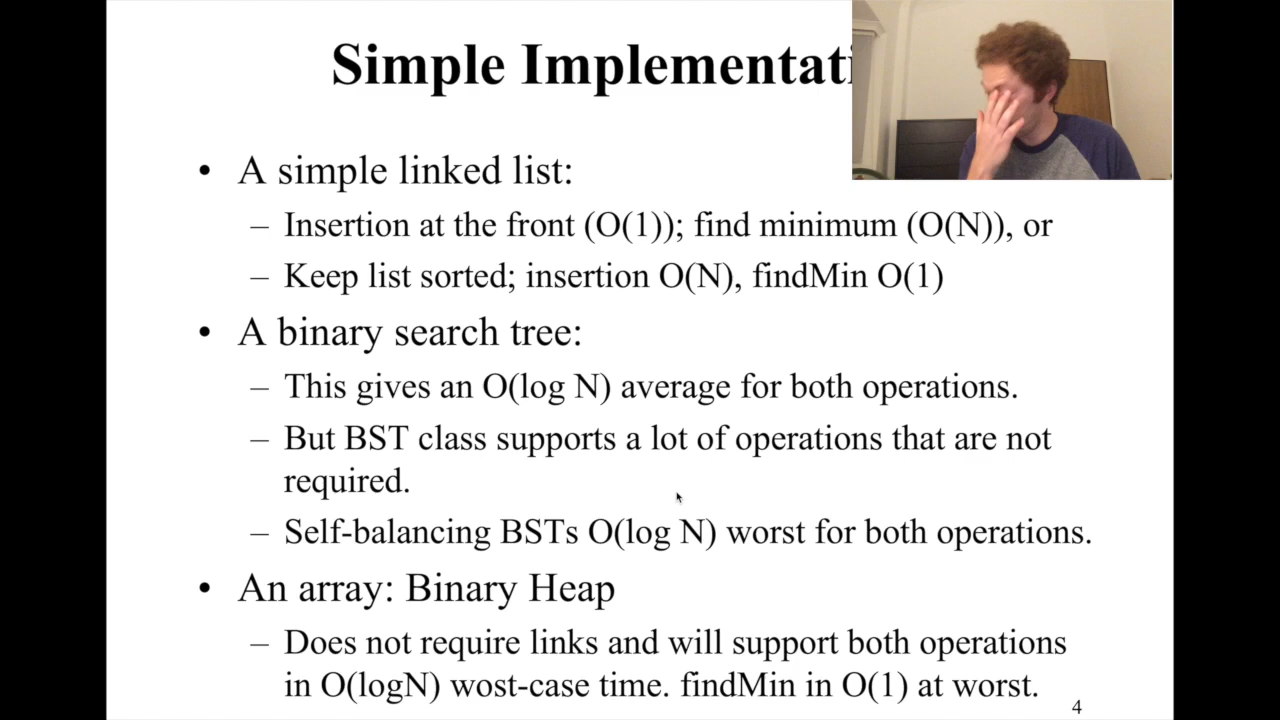 Simple Implementati
• A simple linked list:
– Insertion at the front (O(1)); find minimum (O(N)), or
– Keep list sorted; insertion O(N), findMin O(1)
• A binary search tree:
– This gives an O(log N) average for both operations.
– But BST class supports a lot of operations that are not
required.
– Self-balancing BSTs O(log N) worst for both operations.
• An array: Binary Heap
– Does not require links and will support both operations
in O(logN) wost-case time. findMin in O(1) at worst.
4